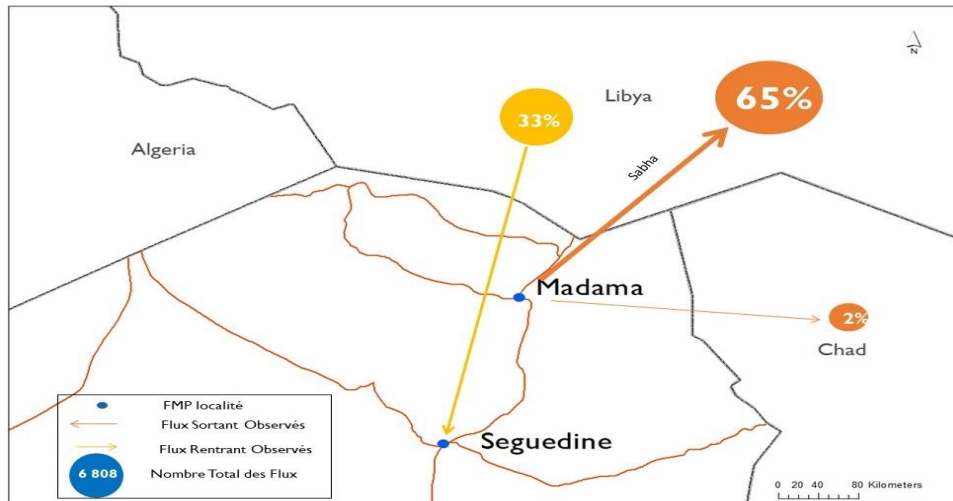 N
Libya
65%
33%
Algeria
Sabha
Madama
2%
Chad
Seguedine
FMP localité
Flux Sortant Observés
Flux Rentrant Observés
6 808
Nombre Total des Flux
0 20 40 80 Kilometers